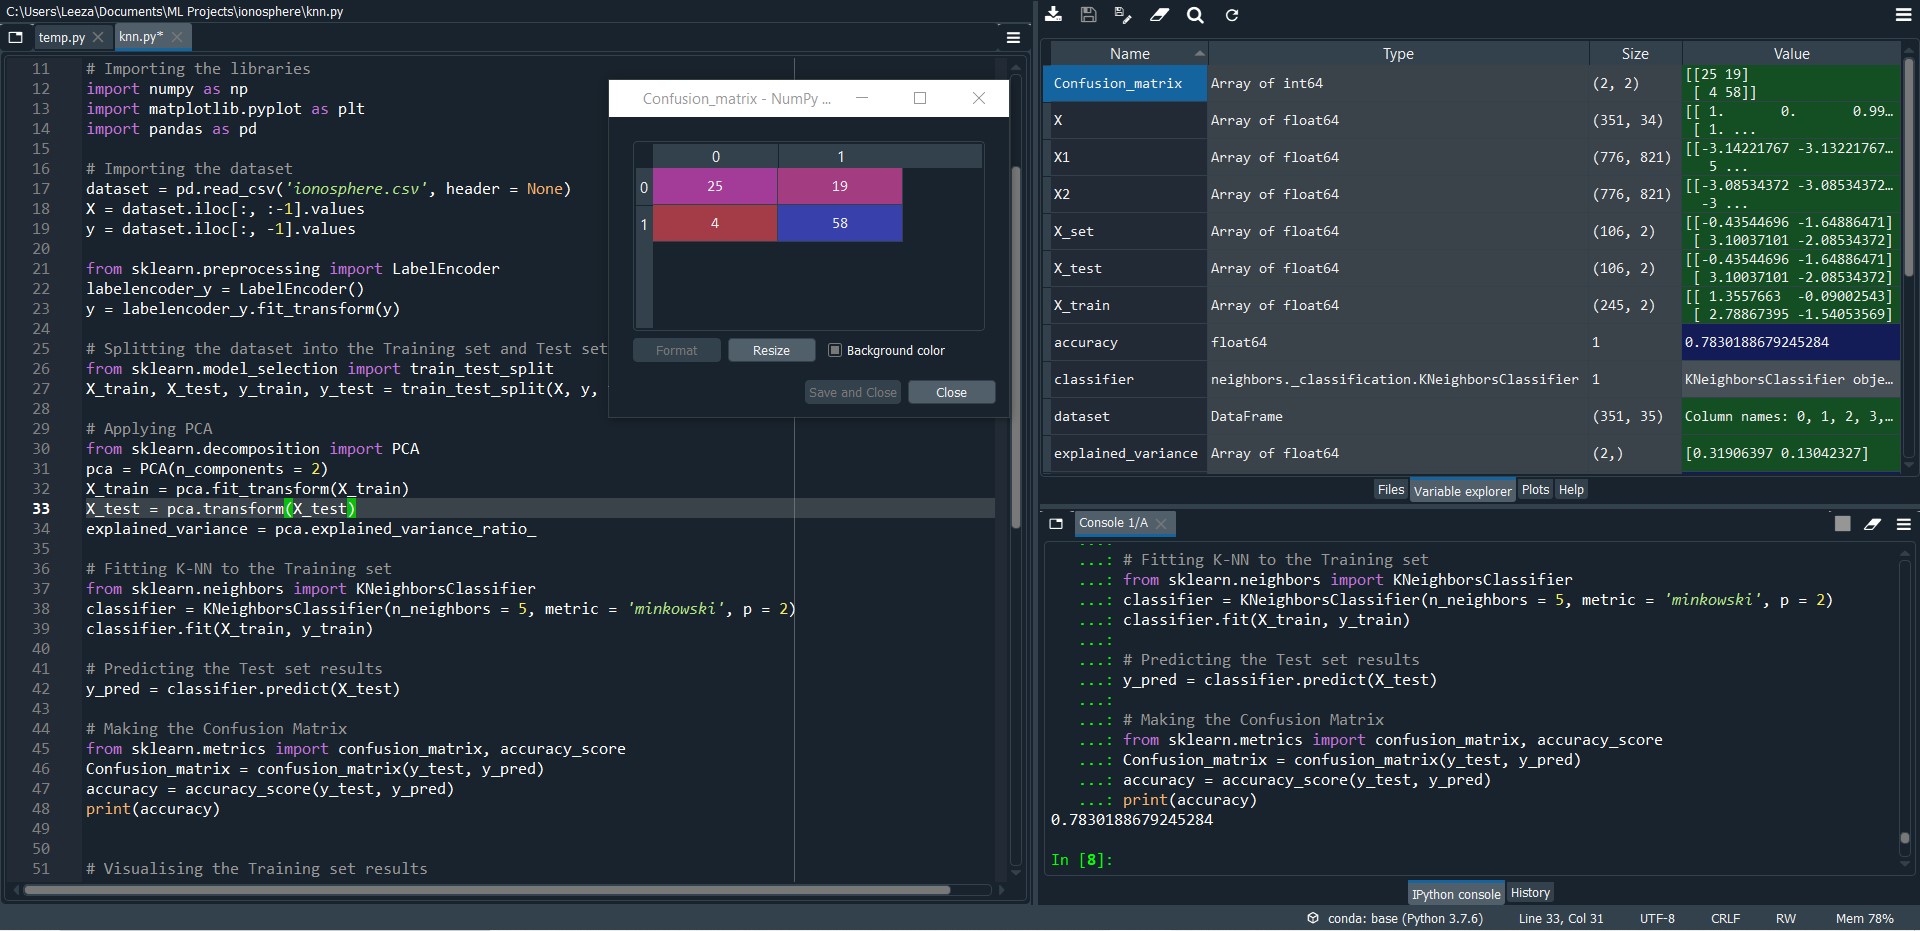 C:\Users\Leeza\Documents\ML Projects\ionosphere\knn.py
temp.py
knn.py*
11 # Importing the libraries
12 import numpy as np
13 import matplotlib.pyplot as plt
14 import pandas as pd
15
16 # Importing the dataset
17 dataset = pd.read_csv('ionosphere.csv', header = None)
18 X = dataset.iloc[:, :-1].values
19 y = dataset.iloc[:, -1].values
20
21 from sklearn.preprocessing import LabelEncoder
22 labelencoder_y = LabelEncoder()
23 y = labelencoder_y.fit_transform(y)
24
25 # Splitting the dataset into the Training set and Test set
26 from sklearn.model_selection import train_test_split
27 X_train, X_test, y_train, y_test = train_test_split(X, y,
28
29 # Applying PCA
30 from sklearn.decomposition import PCA
31 pca = PCA(n_components = 2)
32 X_train = pca.fit_transform(X_train)
33 X_test = pca.transform(X_test)
34 explained_variance = pca.explained_variance_ratio_
35
36 # Fitting K-NN to the Training set
37 from sklearn.neighbors import KNeighborsClassifier
38 classifier = KNeighborsClassifier(n_neighbors = 5, metric = 'minkowski', p = 2)
39 classifier.fit(X_train, y_train)
40
41 # Predicting the Test set results
42 y_pred = classifier.predict(X_test)
43
44 # Making the Confusion Matrix
45 from sklearn.metrics import confusion_matrix, accuracy_score
46 Confusion_matrix = confusion_matrix(y_test, y_pred)
47 accuracy = accuracy_score(y_test, y_pred)
48 print(accuracy)
49
50
51 # Visualising the Training set results
Confusion_matrix - NumPy ...
0 1
0 25 19
1 4 58
Format Resize Background color
Save and Close Close
Name Type Size Value
Confusion_matrix Array of int64 (2, 2) [[25 19]
[ 4 58]]
X Array of float64 (351, 34) [[ 1. 0. 0.99...
[ 1. ...
X1 Array of float64 (776, 821) [[-3.14221767 -3.13221767...
5 ...
X2 Array of float64 (776, 821) [[-3.08534372 -3.08534372...
-3 ...
X_set Array of float64 (106, 2) [[-0.43544696 -1.64886471]
[ 3.10037101 -2.08534372]
X_test Array of float64 (106, 2) [[-0.43544696 -1.64886471]
[ 3.10037101 -2.08534372]
X_train Array of float64 (245, 2) [[ 1.3557663 -0.09002543]
[ 2.78867395 -1.54053569]
accuracy float64 1 0.7830188679245284
classifier neighbors._classification.KNeighborsClassifier 1 KNeighborsClassifier obje...
dataset DataFrame (351, 35) Column names: 0, 1, 2, 3,...
explained_variance Array of float64 (2,) [0.31906397 0.13042327]
Files Variable explorer Plots Help
Console 1/A
...:
...: # Fitting K-NN to the Training set
...: from sklearn.neighbors import KNeighborsClassifier
...: classifier = KNeighborsClassifier(n_neighbors = 5, metric = 'minkowski', p = 2)
...: classifier.fit(X_train, y_train)
...:
...: # Predicting the Test set results
...: y_pred = classifier.predict(X_test)
...:
...: # Making the Confusion Matrix
...: from sklearn.metrics import confusion_matrix, accuracy_score
...: Confusion_matrix = confusion_matrix(y_test, y_pred)
...: accuracy = accuracy_score(y_test, y_pred)
...: print(accuracy)
0.7830188679245284
In [8]:
IPython console History
conda: base (Python 3.7.6) Line 33, Col 31 UTF-8 CRLF RW Mem 78%